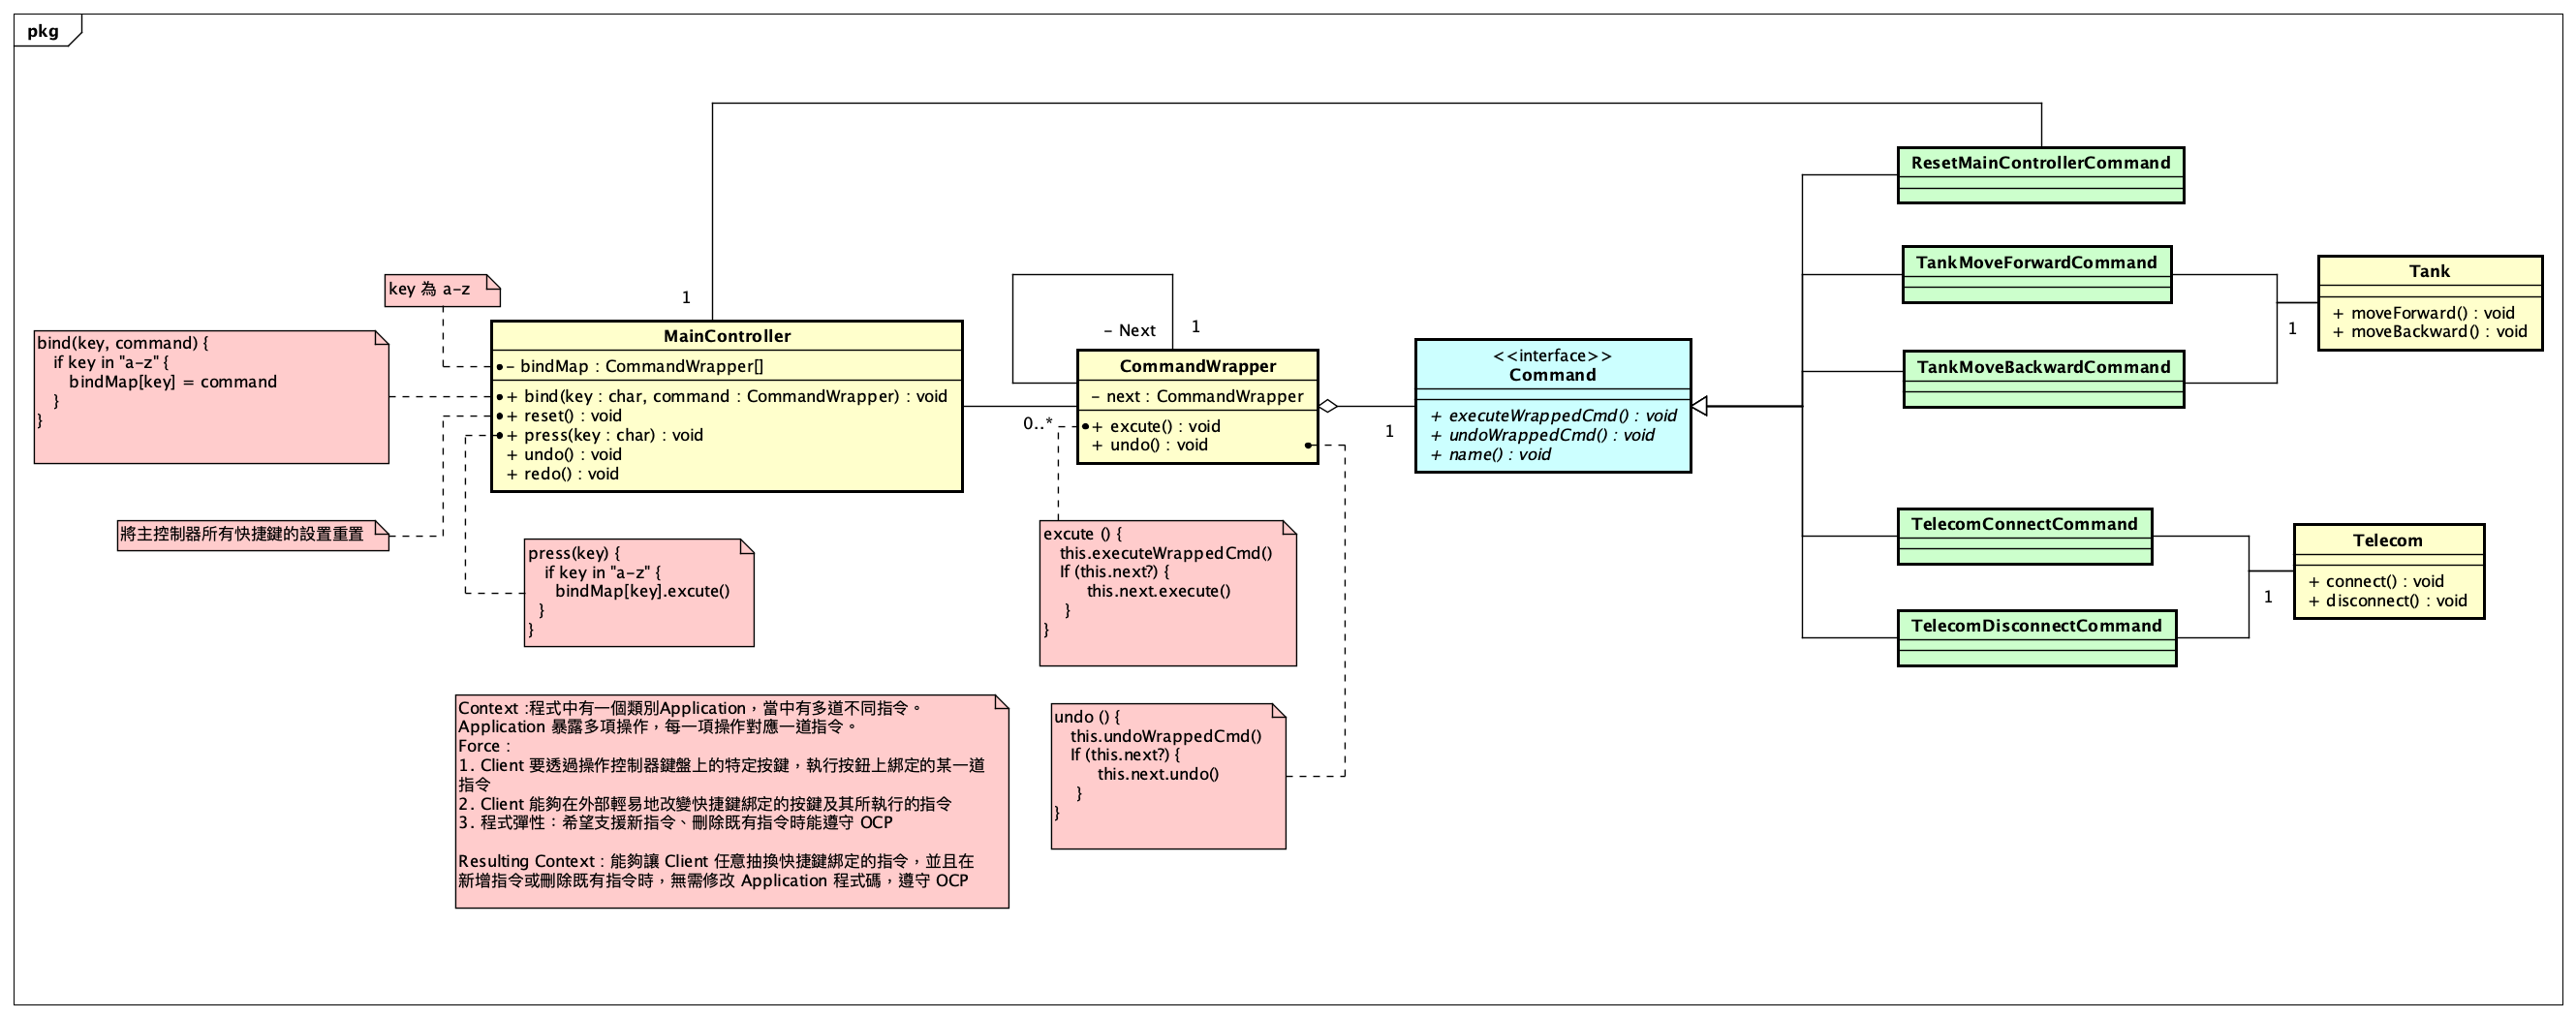 pkg
ResetMainControllerCommand
TankMoveForwardCommand
Tank
+ moveForward() : void
+ moveBackward() : void
1
TankMoveBackwardCommand
key 為 a-z
1
MainController
- bindMap : CommandWrapper[]
+ bind(key : char, command : CommandWrapper) : void
+ reset() : void
+ press(key : char) : void
+ undo() : void
+ redo() : void
bind(key, command) {
if key in "a-z" {
bindMap[key] = command
}
}
- Next
1
CommandWrapper
- next : CommandWrapper
+ excute() : void
+ undo() : void
0..*
1
<<interface>>
Command
+ executeWrappedCmd() : void
+ undoWrappedCmd() : void
+ name() : void
將主控制器所有快捷鍵的設置重置
press(key) {
if key in "a-z" {
bindMap[key].excute()
}
}
excute () {
this.executeWrappedCmd()
If (this.next?) {
this.next.execute()
}
}
TelecomConnectCommand
Telecom
+ connect() : void
+ disconnect() : void
1
TelecomDisconnectCommand
Context :程式中有一個類別Application，當中有多道不同指令。
Application 暴露多項操作，每一項操作對應一道指令。
Force :
1. Client 要透過操作控制器鍵盤上的特定按鍵，執行按鈕上綁定的某一道
指令
2. Client 能夠在外部輕易地改變快捷鍵綁定的按鍵及其所執行的指令
3. 程式彈性：希望支援新指令、刪除既有指令時能遵守 OCP
Resulting Context : 能夠讓 Client 任意抽換快捷鍵綁定的指令，並且在
新增指令或刪除既有指令時，無需修改 Application 程式碼，遵守 OCP
undo () {
this.undoWrappedCmd()
If (this.next?) {
this.next.undo()
}
}